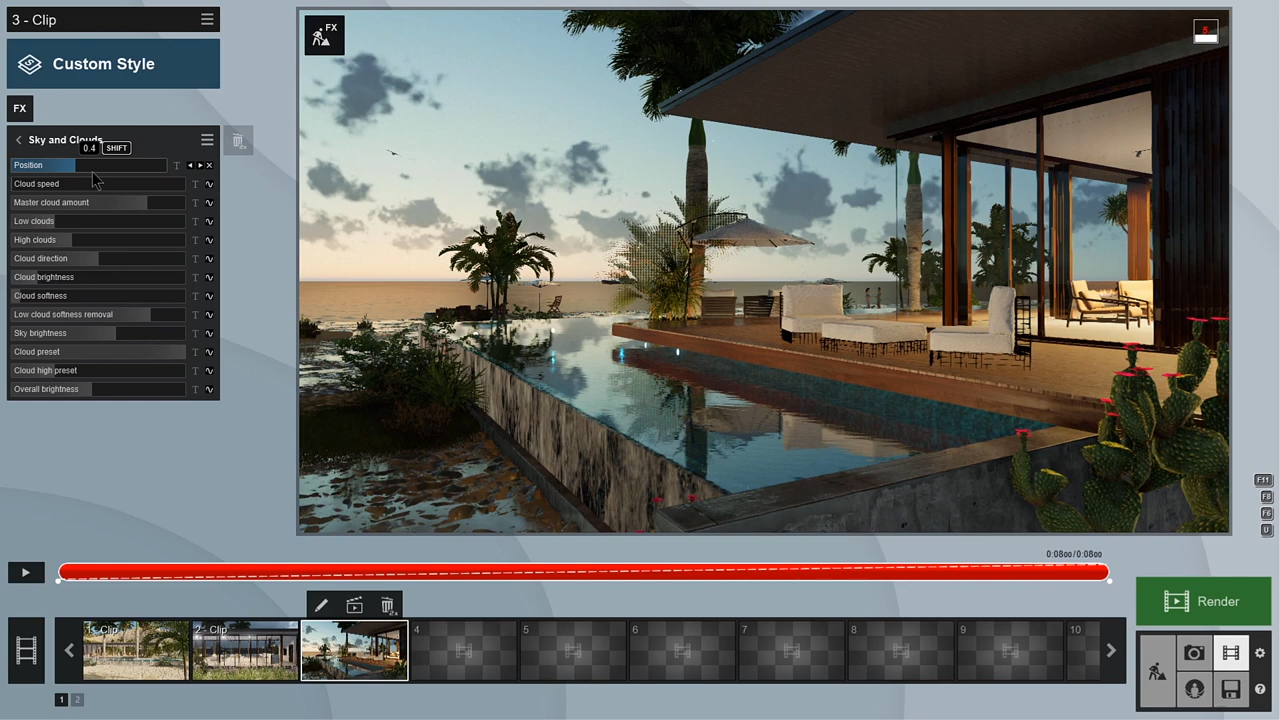 3 - Clip
Custom Style
FX
Sky and Clouds
0.4
SHIFT
Position
T
Cloud speed
T
Master cloud amount
T
Low clouds
T
High clouds
T
Cloud direction
T
Cloud brightness
T
Cloud softness
T
Low cloud softness removal
T
Sky brightness
T
Cloud preset
T
Cloud high preset
T
Overall brightness
T
FX
F11
F8
F6
U
0:08oo/0:08oo
Render
1 - Clip
2 - Clip
4
5
6
7
8
9
10
1
2
?